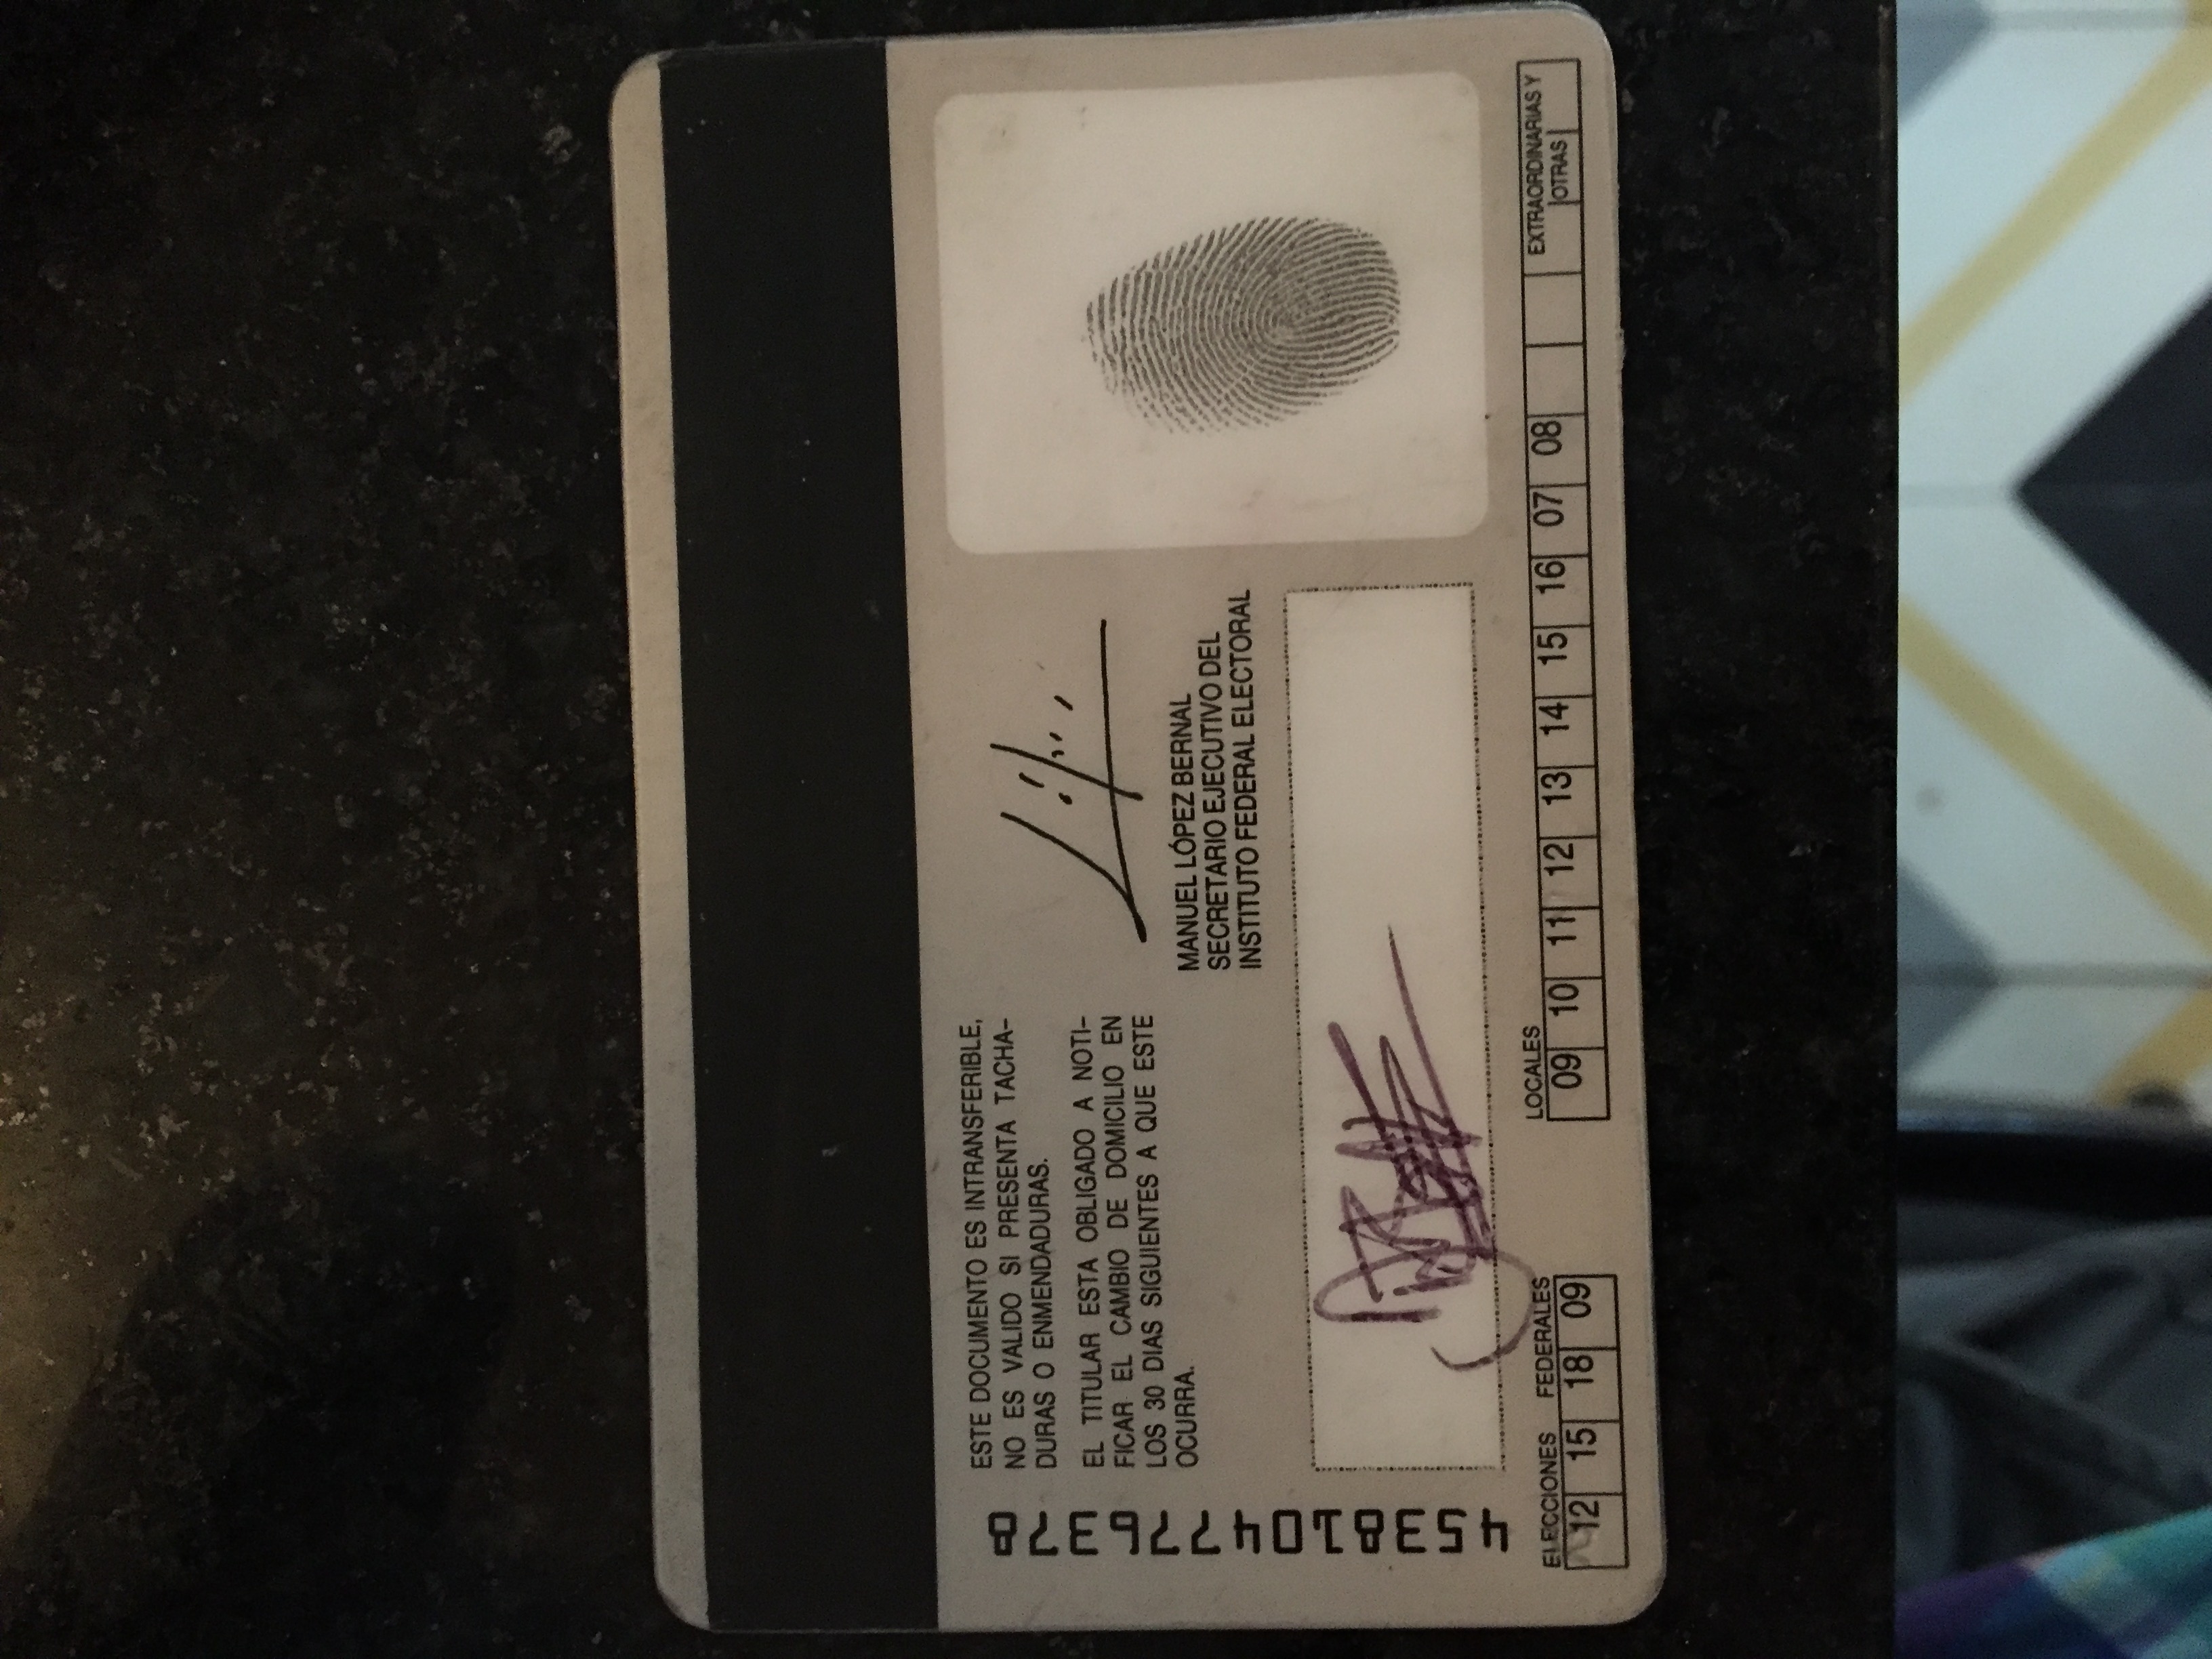 ESTE DOCUMENTO ES INTRANSFERIBLE,
NO ES VALIDO SI PRESENTA TACHA-
DURAS O ENMENDADURAS.
EL TITULAR ESTA OBLIGADO A NOTI-
FICAR EL CAMBIO DE DOMICILIO EN
LOS 30 DIAS SIGUIENTES A QUE ESTE
OCURRA.
MANUEL LÓPEZ BERNAL
SECRETARIO EJECUTIVO DEL
INSTITUTO FEDERAL ELECTORAL
ELECCIONES FEDERALES
12 15 18 09
LOCALES
09 10 11 12 13 14 15 16 07 08
EXTRAORDINARIAS Y
OTRAS